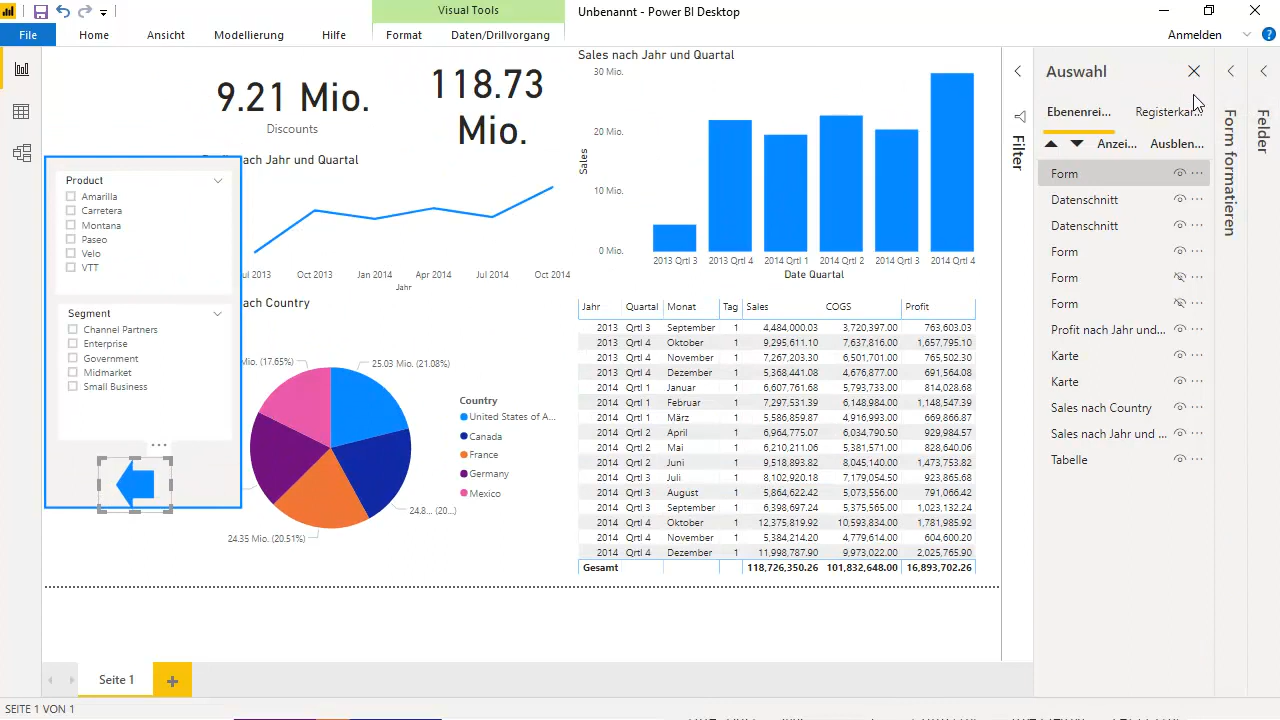 Visual Tools
Unbenannt - Power BI Desktop
File
Home
Ansicht
Modellierung
Hilfe
Format
Daten/Drillvorgang
Anmelden
9.21 Mio.
Discounts
118.73
Mio.
nach Jahr und Quartal
Jul 2013
Oct 2013
Jan 2014
Apr 2014
Jul 2014
Oct 2014
Jahr
Product
Amarilla
Carretera
Montana
Paseo
Velo
VTT
Segment
Channel Partners
Enterprise
Government
Midmarket
Small Business
nach Country
Mio. (17.65%)
25.03 Mio. (21.08%)
24.8... (20...)
24.35 Mio. (20.51%)
Country
United States of A...
Canada
France
Germany
Mexico
Sales nach Jahr und Quartal
30 Mio.
20 Mio.
10 Mio.
0 Mio.
Sales
2013 Qrtl 3
2013 Qrtl 4
2014 Qrtl 1
2014 Qrtl 2
2014 Qrtl 3
2014 Qrtl 4
Date Quartal
Jahr Quartal Monat Tag Sales COGS Profit
2013 Qrtl 3 September 1 4,484,000.03 3,720,397.00 763,603.03
2013 Qrtl 4 Oktober 1 9,295,611.10 7,637,816.00 1,657,795.10
2013 Qrtl 4 November 1 7,267,203.30 6,501,701.00 765,502.30
2013 Qrtl 4 Dezember 1 5,368,441.08 4,676,877.00 691,564.08
2014 Qrtl 1 Januar 1 6,607,761.68 5,793,733.00 814,028.68
2014 Qrtl 1 Februar 1 7,297,531.39 6,148,984.00 1,148,547.39
2014 Qrtl 1 März 1 5,586,859.87 4,916,993.00 669,866.87
2014 Qrtl 2 April 1 6,964,775.07 6,034,790.50 929,984.57
2014 Qrtl 2 Mai 1 6,210,211.06 5,381,571.00 828,640.06
2014 Qrtl 2 Juni 1 9,518,893.82 8,045,140.00 1,473,753.82
2014 Qrtl 3 Juli 1 8,102,920.18 7,179,054.50 923,865.68
2014 Qrtl 3 August 1 5,864,622.42 5,073,556.00 791,066.42
2014 Qrtl 3 September 1 6,398,697.24 5,375,565.00 1,023,132.24
2014 Qrtl 4 Oktober 1 12,375,819.92 10,593,834.00 1,781,985.92
2014 Qrtl 4 November 1 5,384,214.20 4,779,614.00 604,600.20
2014 Qrtl 4 Dezember 1 11,998,787.90 9,973,022.00 2,025,765.90
Gesamt 118,726,350.26 101,832,648.00 16,893,702.26
Filter
Auswahl
Ebenenrei...
Registerka...
Anzei...
Ausblen...
Form
Datenschnitt
Datenschnitt
Form
Form
Form
Profit nach Jahr und...
Karte
Karte
Sales nach Country
Sales nach Jahr und ...
Tabelle
Form formatieren
Felder
Seite 1
SEITE 1 VON 1